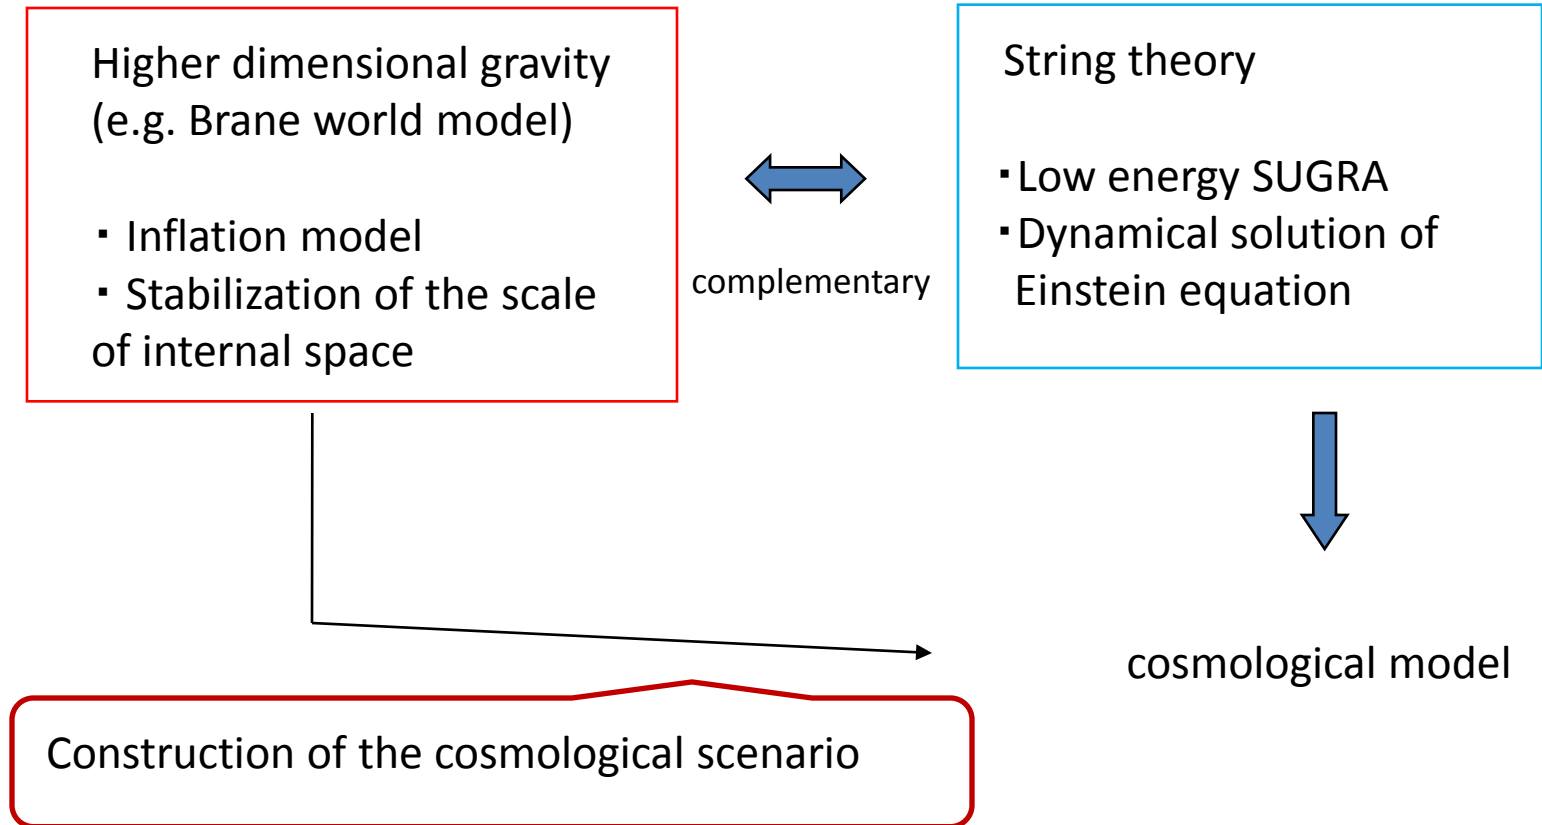 Higher dimensional gravity
(e.g. Brane world model)
・ Inflation model
・ Stabilization of the scale
of internal space
complementary
String theory
・Low energy SUGRA
・Dynamical solution of
Einstein equation
cosmological model
Construction of the cosmological scenario